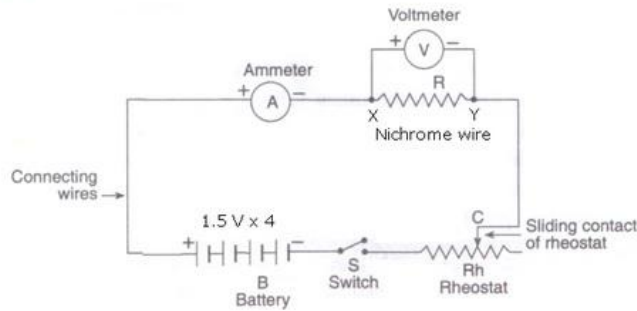 Voltmeter
+ V −
Ammeter
+ A −
R
X Y
Nichrome wire
Connecting
wires
1.5 V x 4
+ −
B
Battery
S
Switch
C
Sliding contact
of rheostat
Rh
Rheostat